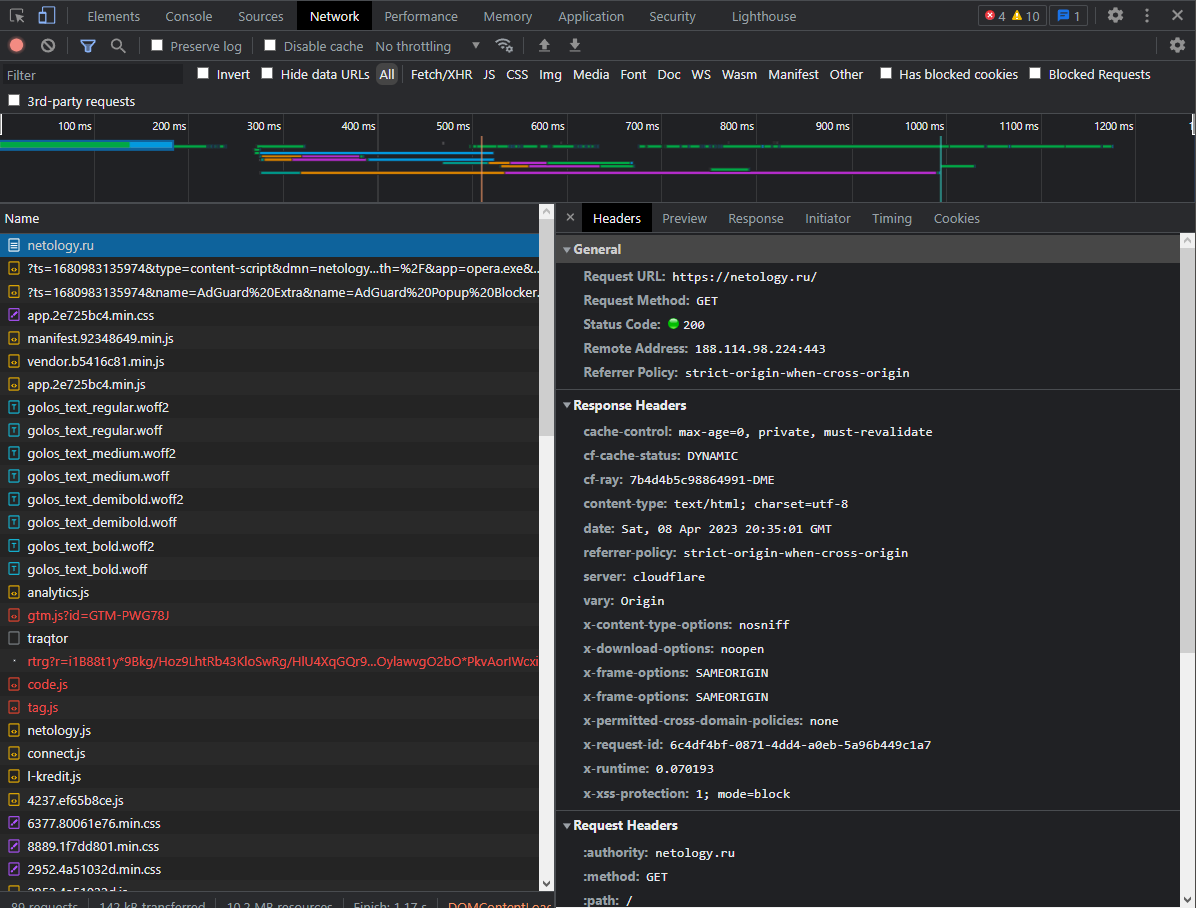 Elements Console Sources Network Performance Memory Application Security Lighthouse 4 10 1
Preserve log Disable cache No throttling
Filter Invert Hide data URLs All Fetch/XHR JS CSS Img Media Font Doc WS Wasm Manifest Other Has blocked cookies Blocked Requests
3rd-party requests
100 ms 200 ms 300 ms 400 ms 500 ms 600 ms 700 ms 800 ms 900 ms 1000 ms 1100 ms 1200 ms 1
Name
netology.ru
?ts=1680983135974&type=content-script&dmn=netology...th=%2F&app=opera.exe&...
?ts=1680983135974&name=AdGuard%20Extra&name=AdGuard%20Popup%20Blocker.
app.2e725bc4.min.css
manifest.92348649.min.js
vendor.b5416c81.min.js
app.2e725bc4.min.js
golos_text_regular.woff2
golos_text_regular.woff
golos_text_medium.woff2
golos_text_medium.woff
golos_text_demibold.woff2
golos_text_demibold.woff
golos_text_bold.woff2
golos_text_bold.woff
analytics.js
gtm.js?id=GTM-PWG78J
traqtor
rtrg?r=i1B88t1y*9Bkg/Hoz9LhtRb43KloSwRg/HlU4XqGQr9...OylawvgO2bO*PkvAorIWcxi
code.js
tag.js
netology.js
connect.js
l-kredit.js
4237.ef65b8ce.js
6377.80061e76.min.css
8889.1f7dd801.min.css
2952.4a51032d.min.css
2952.4a51032d.js
89 requests 142 kB transferred 10.2 MB resources Finish: 1.17 s DOMContentLoad
Headers Preview Response Initiator Timing Cookies
General
Request URL: https://netology.ru/
Request Method: GET
Status Code: 200
Remote Address: 188.114.98.224:443
Referrer Policy: strict-origin-when-cross-origin
Response Headers
cache-control: max-age=0, private, must-revalidate
cf-cache-status: DYNAMIC
cf-ray: 7b4d4b5c98864991-DME
content-type: text/html; charset=utf-8
date: Sat, 08 Apr 2023 20:35:01 GMT
referrer-policy: strict-origin-when-cross-origin
server: cloudflare
vary: Origin
x-content-type-options: nosniff
x-download-options: noopen
x-frame-options: SAMEORIGIN
x-frame-options: SAMEORIGIN
x-permitted-cross-domain-policies: none
x-request-id: 6c4df4bf-0871-4dd4-a0eb-5a96b449c1a7
x-runtime: 0.070193
x-xss-protection: 1; mode=block
Request Headers
:authority: netology.ru
:method: GET
:path: /